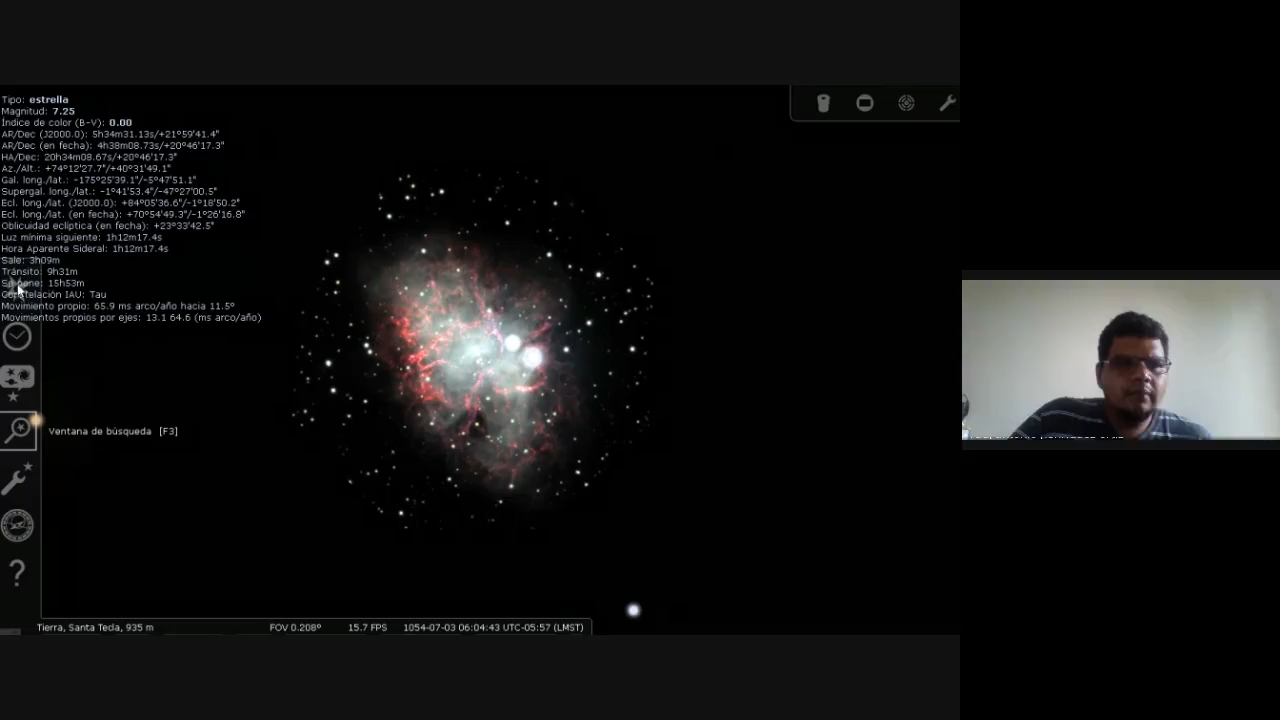 Tipo: estrella
Magnitud: 7.25
Índice de color (B-V): 0.00
AR/Dec (J2000.0): 5h34m31.13s/+21°59'41.4"
AR/Dec (en fecha): 4h38m08.73s/+20°46'17.3"
HA/Dec: 20h34m08.67s/+20°46'17.3"
Az./Alt.: +74°12'27.7"/+40°31'49.1"
Gal. long./lat.: -175°25'39.1"/-5°47'51.1"
Supergal. long./lat.: -1°41'53.4"/-47°27'00.5"
Ecl. long./lat. (J2000.0): +84°05'36.6"/-1°18'50.2"
Ecl. long./lat. (en fecha): +70°54'49.3"/-1°26'16.8"
Oblicuidad eclíptica (en fecha): +23°33'42.5"
Luz mínima siguiente: 1h12m17.4s
Hora Aparente Sideral: 1h12m17.4s
Sale: 3h09m
Tránsito: 9h31m
15h53m
IAU: Tau
Movimiento propio: 65.9 ms arco/año hacia 11.5°
Movimientos propios por ejes: 13.1 64.6 (ms arco/año)
Ventana de búsqueda [F3]
?
Tierra, Santa Tecla, 935 m FOV 0.208° 15.7 FPS 1054-07-03 06:04:43 UTC-05:57 (LMST)